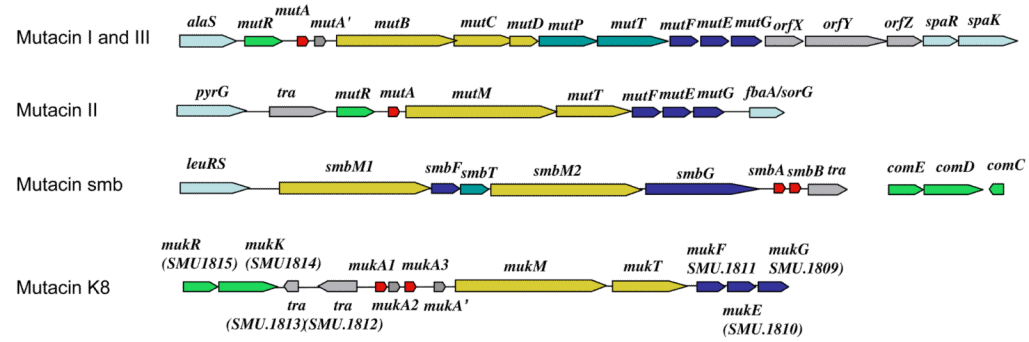 alaS mutR mutA mutA' mutB mutC mutD mutP mutT mutF mutE mutG orfX orfY orfZ spaR spaK
Mutacin I and III
pyrG tra mutR mutA mutM mutT mutF mutE mutG fbaA/sorG
Mutacin II
leuRS smbM1 smbF smbT smbM2 smbG smbA smbB tra comE comD comC
Mutacin smb
mukR mukK mukF mukG
(SMU1815) (SMU1814) mukA1 mukA3 mukM mukT SMU.1811 SMU.1809)
Mutacin K8
tra tra mukA2 mukA' mukE
(SMU.1813) (SMU.1812) (SMU.1810)